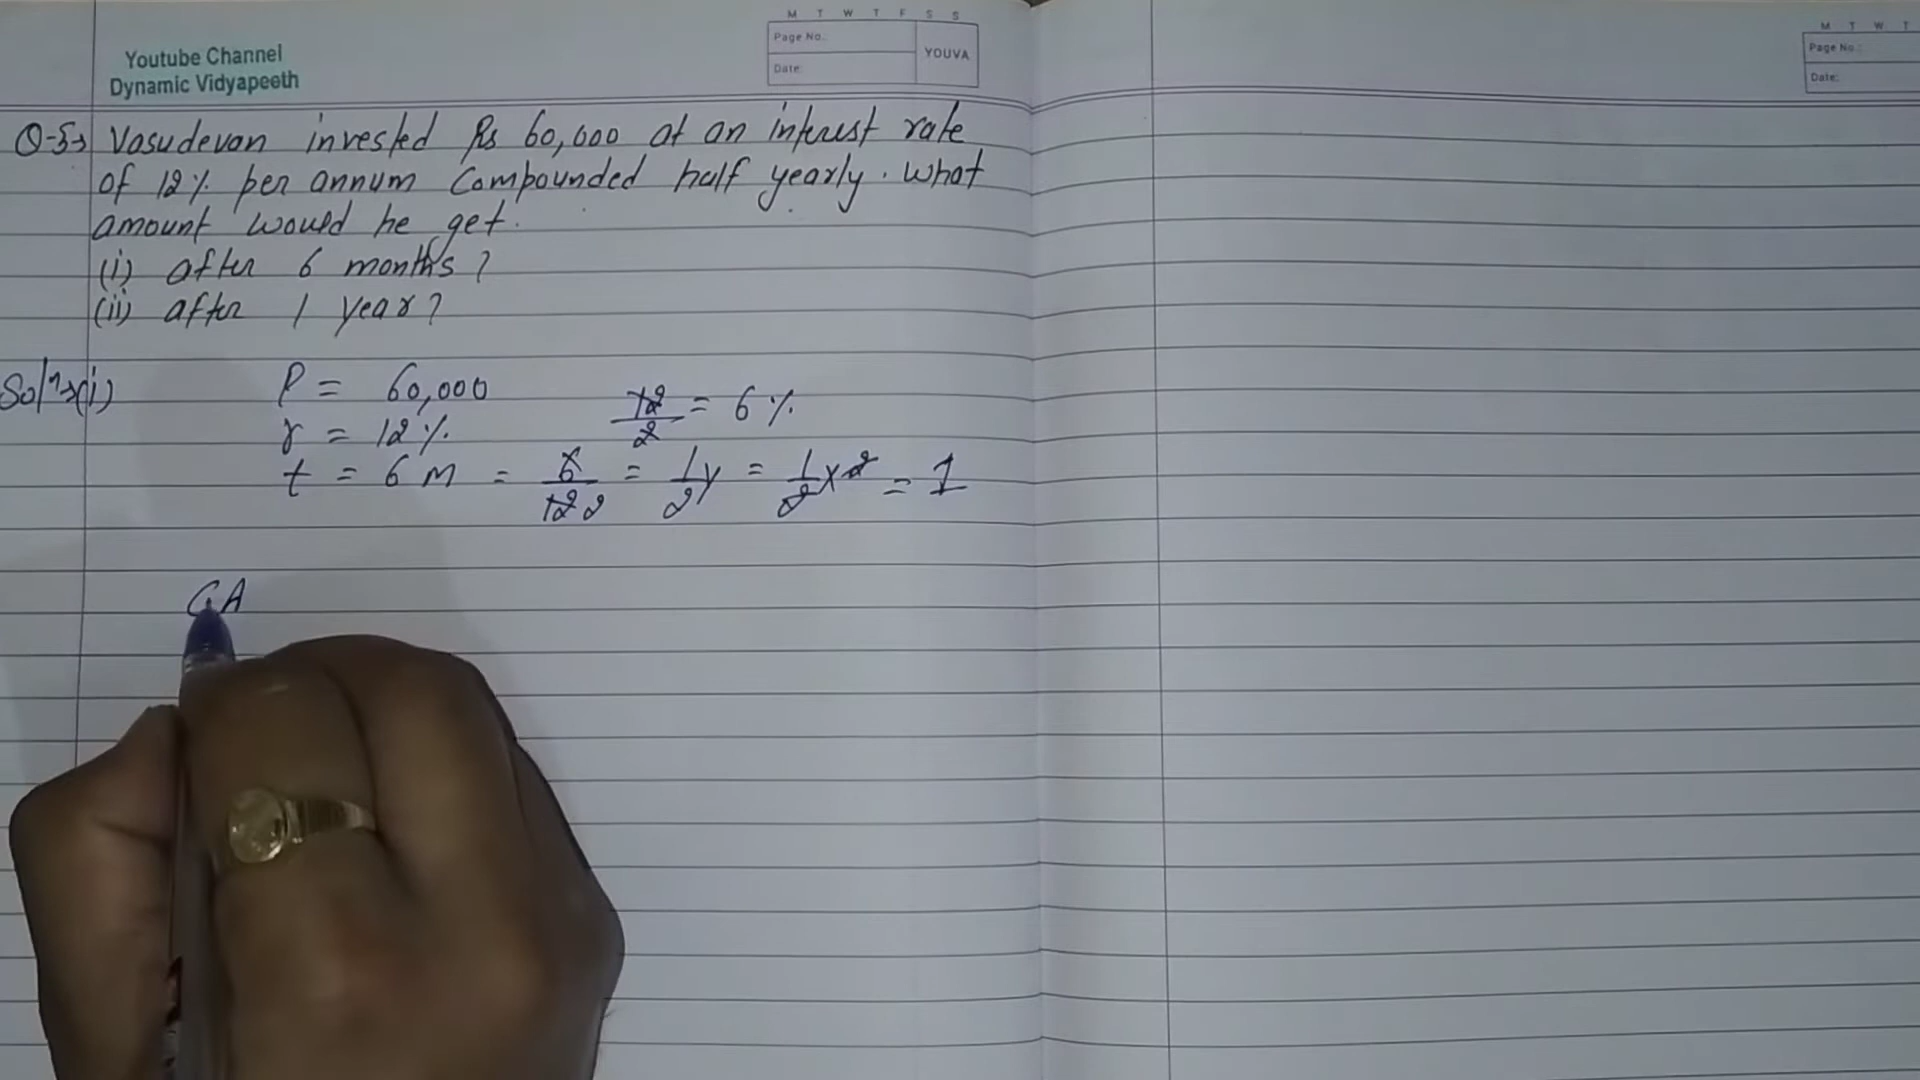 M T W T F S S
Page No.:
YOUVA
Date:
M T W T
Page No.:
Date:
Youtube Channel
Dynamic Vidyapeeth
Q-5→ Vasudevan invested Rs 60,000 at an interest rate
of 12% per annum Compounded half yearly. What
amount would he get.
(i) after 6 months?
(ii) after 1 year?
Solⁿ→(i) P = 60,000
12/2 = 6%
r = 12%
t = 6 M = 6/12 2 = 1/2 y = 1/2 x 2 = 1
CA